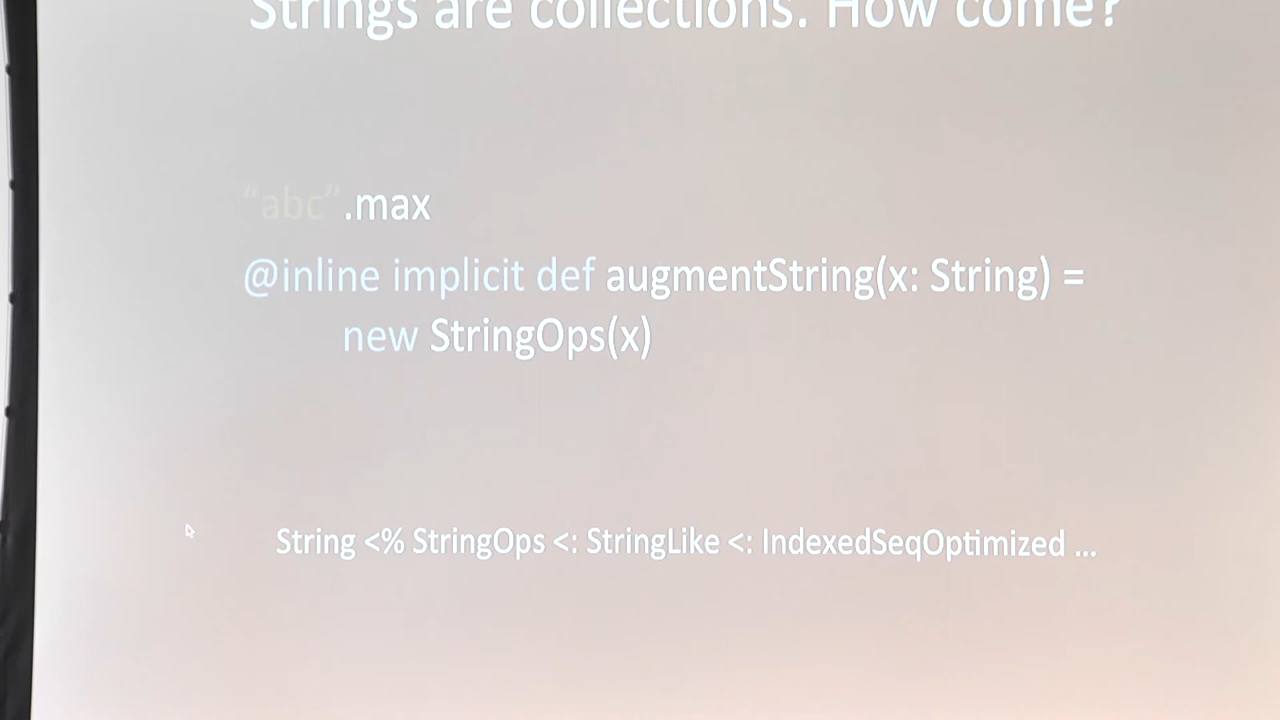 Strings are collections. How come?
“abc”.max
@inline implicit def augmentString(x: String) =
new StringOps(x)
String <% StringOps <: StringLike <: IndexedSeqOptimized ...